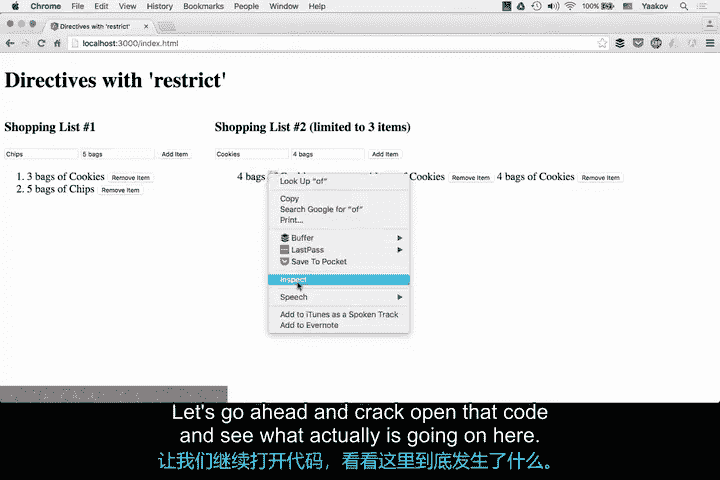 Chrome File Edit View History Bookmarks People Window Help 100% Yaakov
Directives with 'restrict'
localhost:3000/index.html
Directives with 'restrict'
Shopping List #1 Shopping List #2 (limited to 3 items)
Chips 5 bags Add Item Cookies 4 bags Add Item
1. 3 bags of Cookies Remove Item 4 bags of Cookies Remove Item 4 bags of Cookies Remove Item
2. 5 bags of Chips Remove Item
Look Up “of”
Copy
Search Google for “of”
Print...
Buffer
LastPass
Save To Pocket
Inspect
Speech
Add to iTunes as a Spoken Track
Add to Evernote
Let's go ahead and crack open that code
and see what actually is going on here.
让我们继续打开代码，看看这里到底发生了什么。